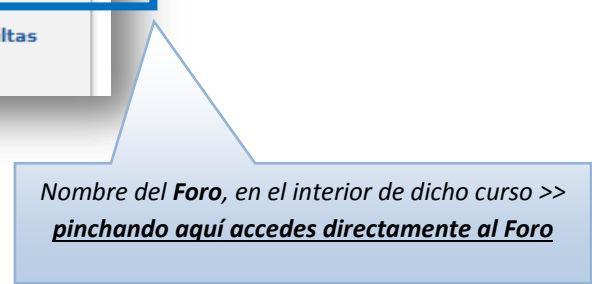 ltas
Nombre del Foro, en el interior de dicho curso >>
pinchando aquí accedes directamente al Foro